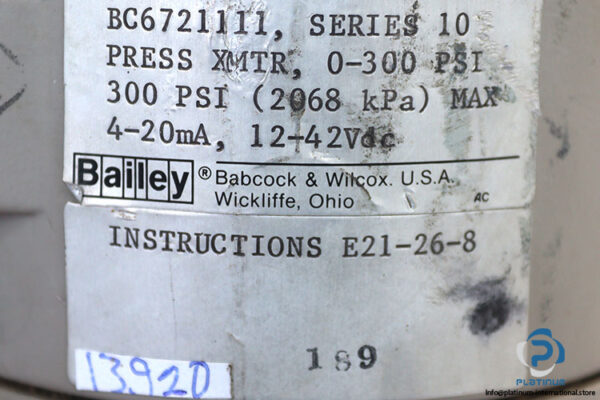 BC6721111, SERIES 10
PRESS XMTR, 0-300 PSI
300 PSI (2068 kPa) MAX
4-20mA, 12-42Vdc
Bailey ® Babcock & Wilcox. U.S.A.
Wickliffe, Ohio AC
INSTRUCTIONS E21-26-8
189
13920
PLATINUM
https://platinum-international.store